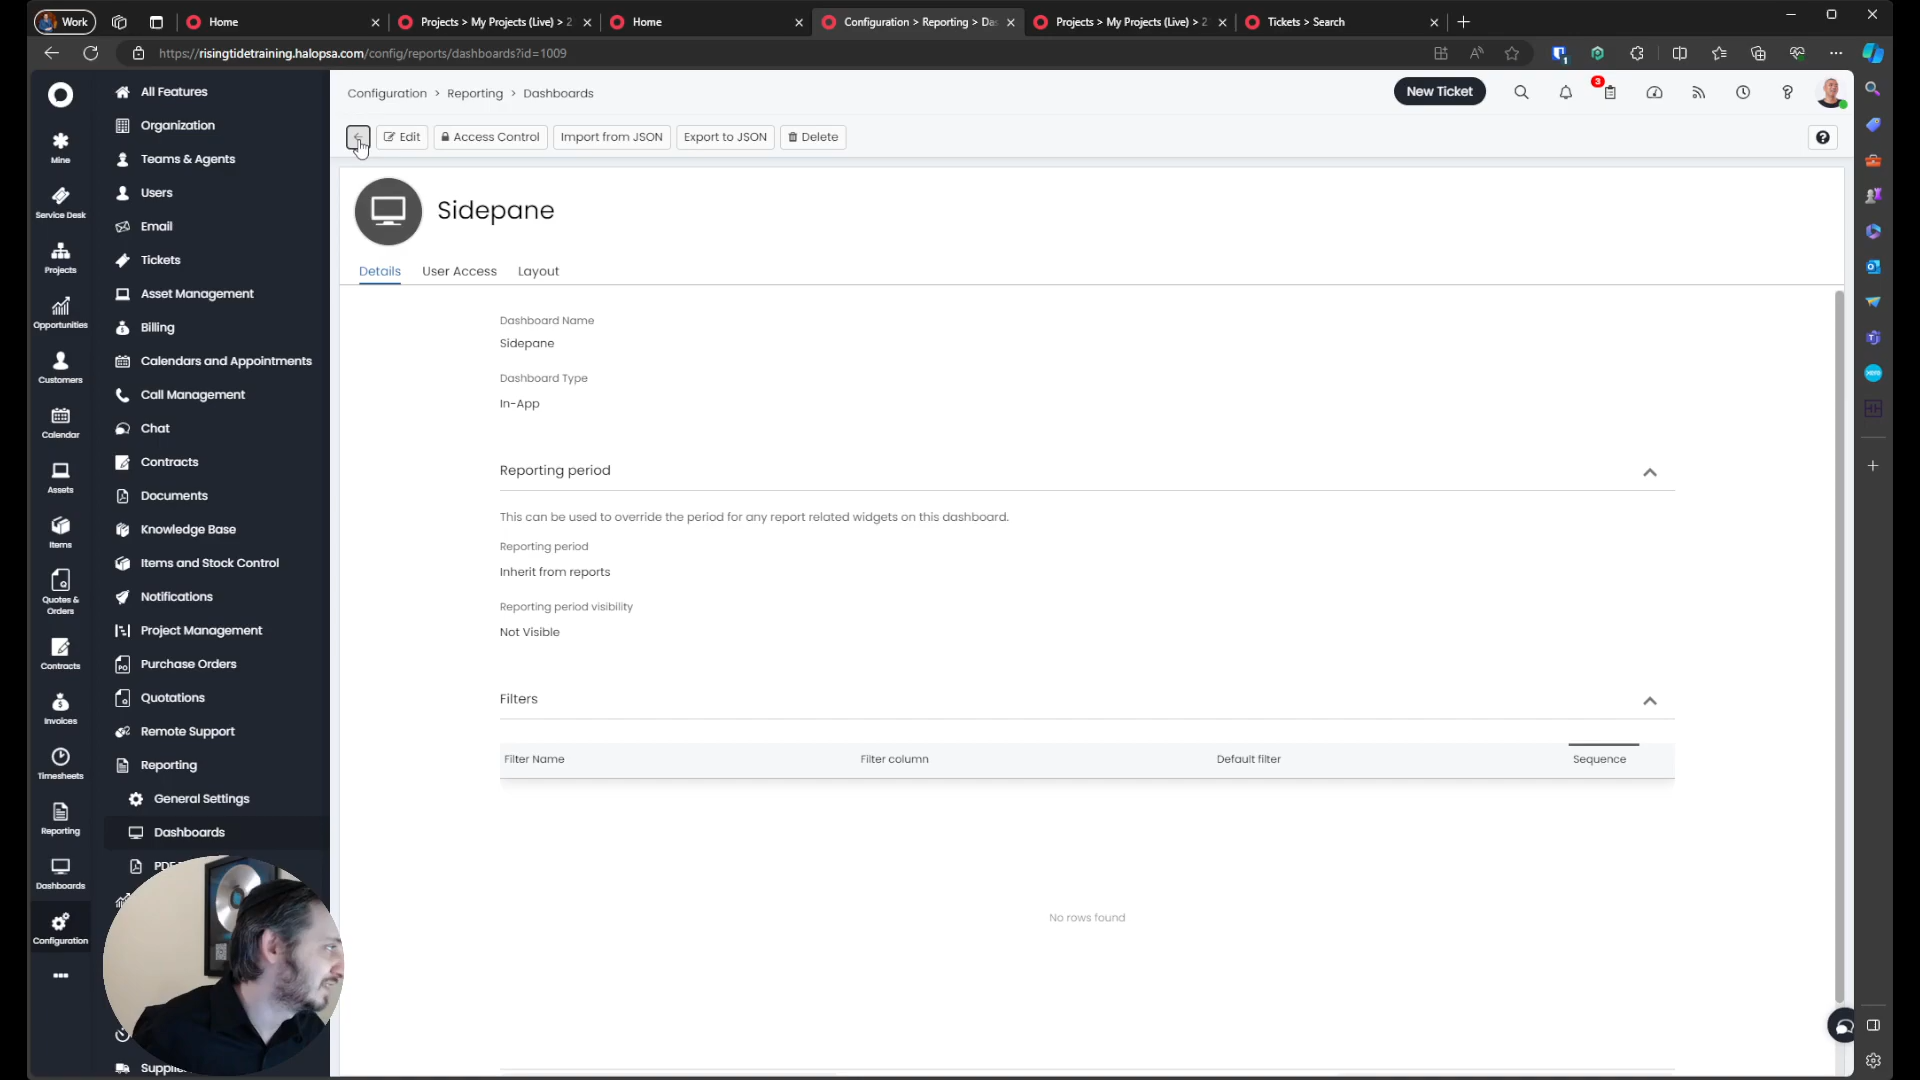 Work
Home
Projects > My Projects (Live) > 2
Home
Configuration > Reporting > Da
Projects > My Projects (Live) > 2
Tickets > Search
https://risingtidetraining.halopsa.com/config/reports/dashboards?id=1009
Mine
Service Desk
Projects
Opportunities
Customers
Calendar
Assets
Items
Quotes &
Orders
Contracts
Invoices
Timesheets
Reporting
Dashboards
Configuration
All Features
Organization
Teams & Agents
Users
Email
Tickets
Asset Management
Billing
Calendars and Appointments
Call Management
Chat
Contracts
Documents
Knowledge Base
Items and Stock Control
Notifications
Project Management
Purchase Orders
Quotations
Remote Support
Reporting
General Settings
Dashboards
PDF
Configuration > Reporting > Dashboards
New Ticket
3
Edit
Access Control
Import from JSON
Export to JSON
Delete
Sidepane
Details
User Access
Layout
Dashboard Name
Sidepane
Dashboard Type
In-App
Reporting period
This can be used to override the period for any report related widgets on this dashboard.
Reporting period
Inherit from reports
Reporting period visibility
Not Visible
Filters
Filter Name
Filter column
Default filter
Sequence
No rows found